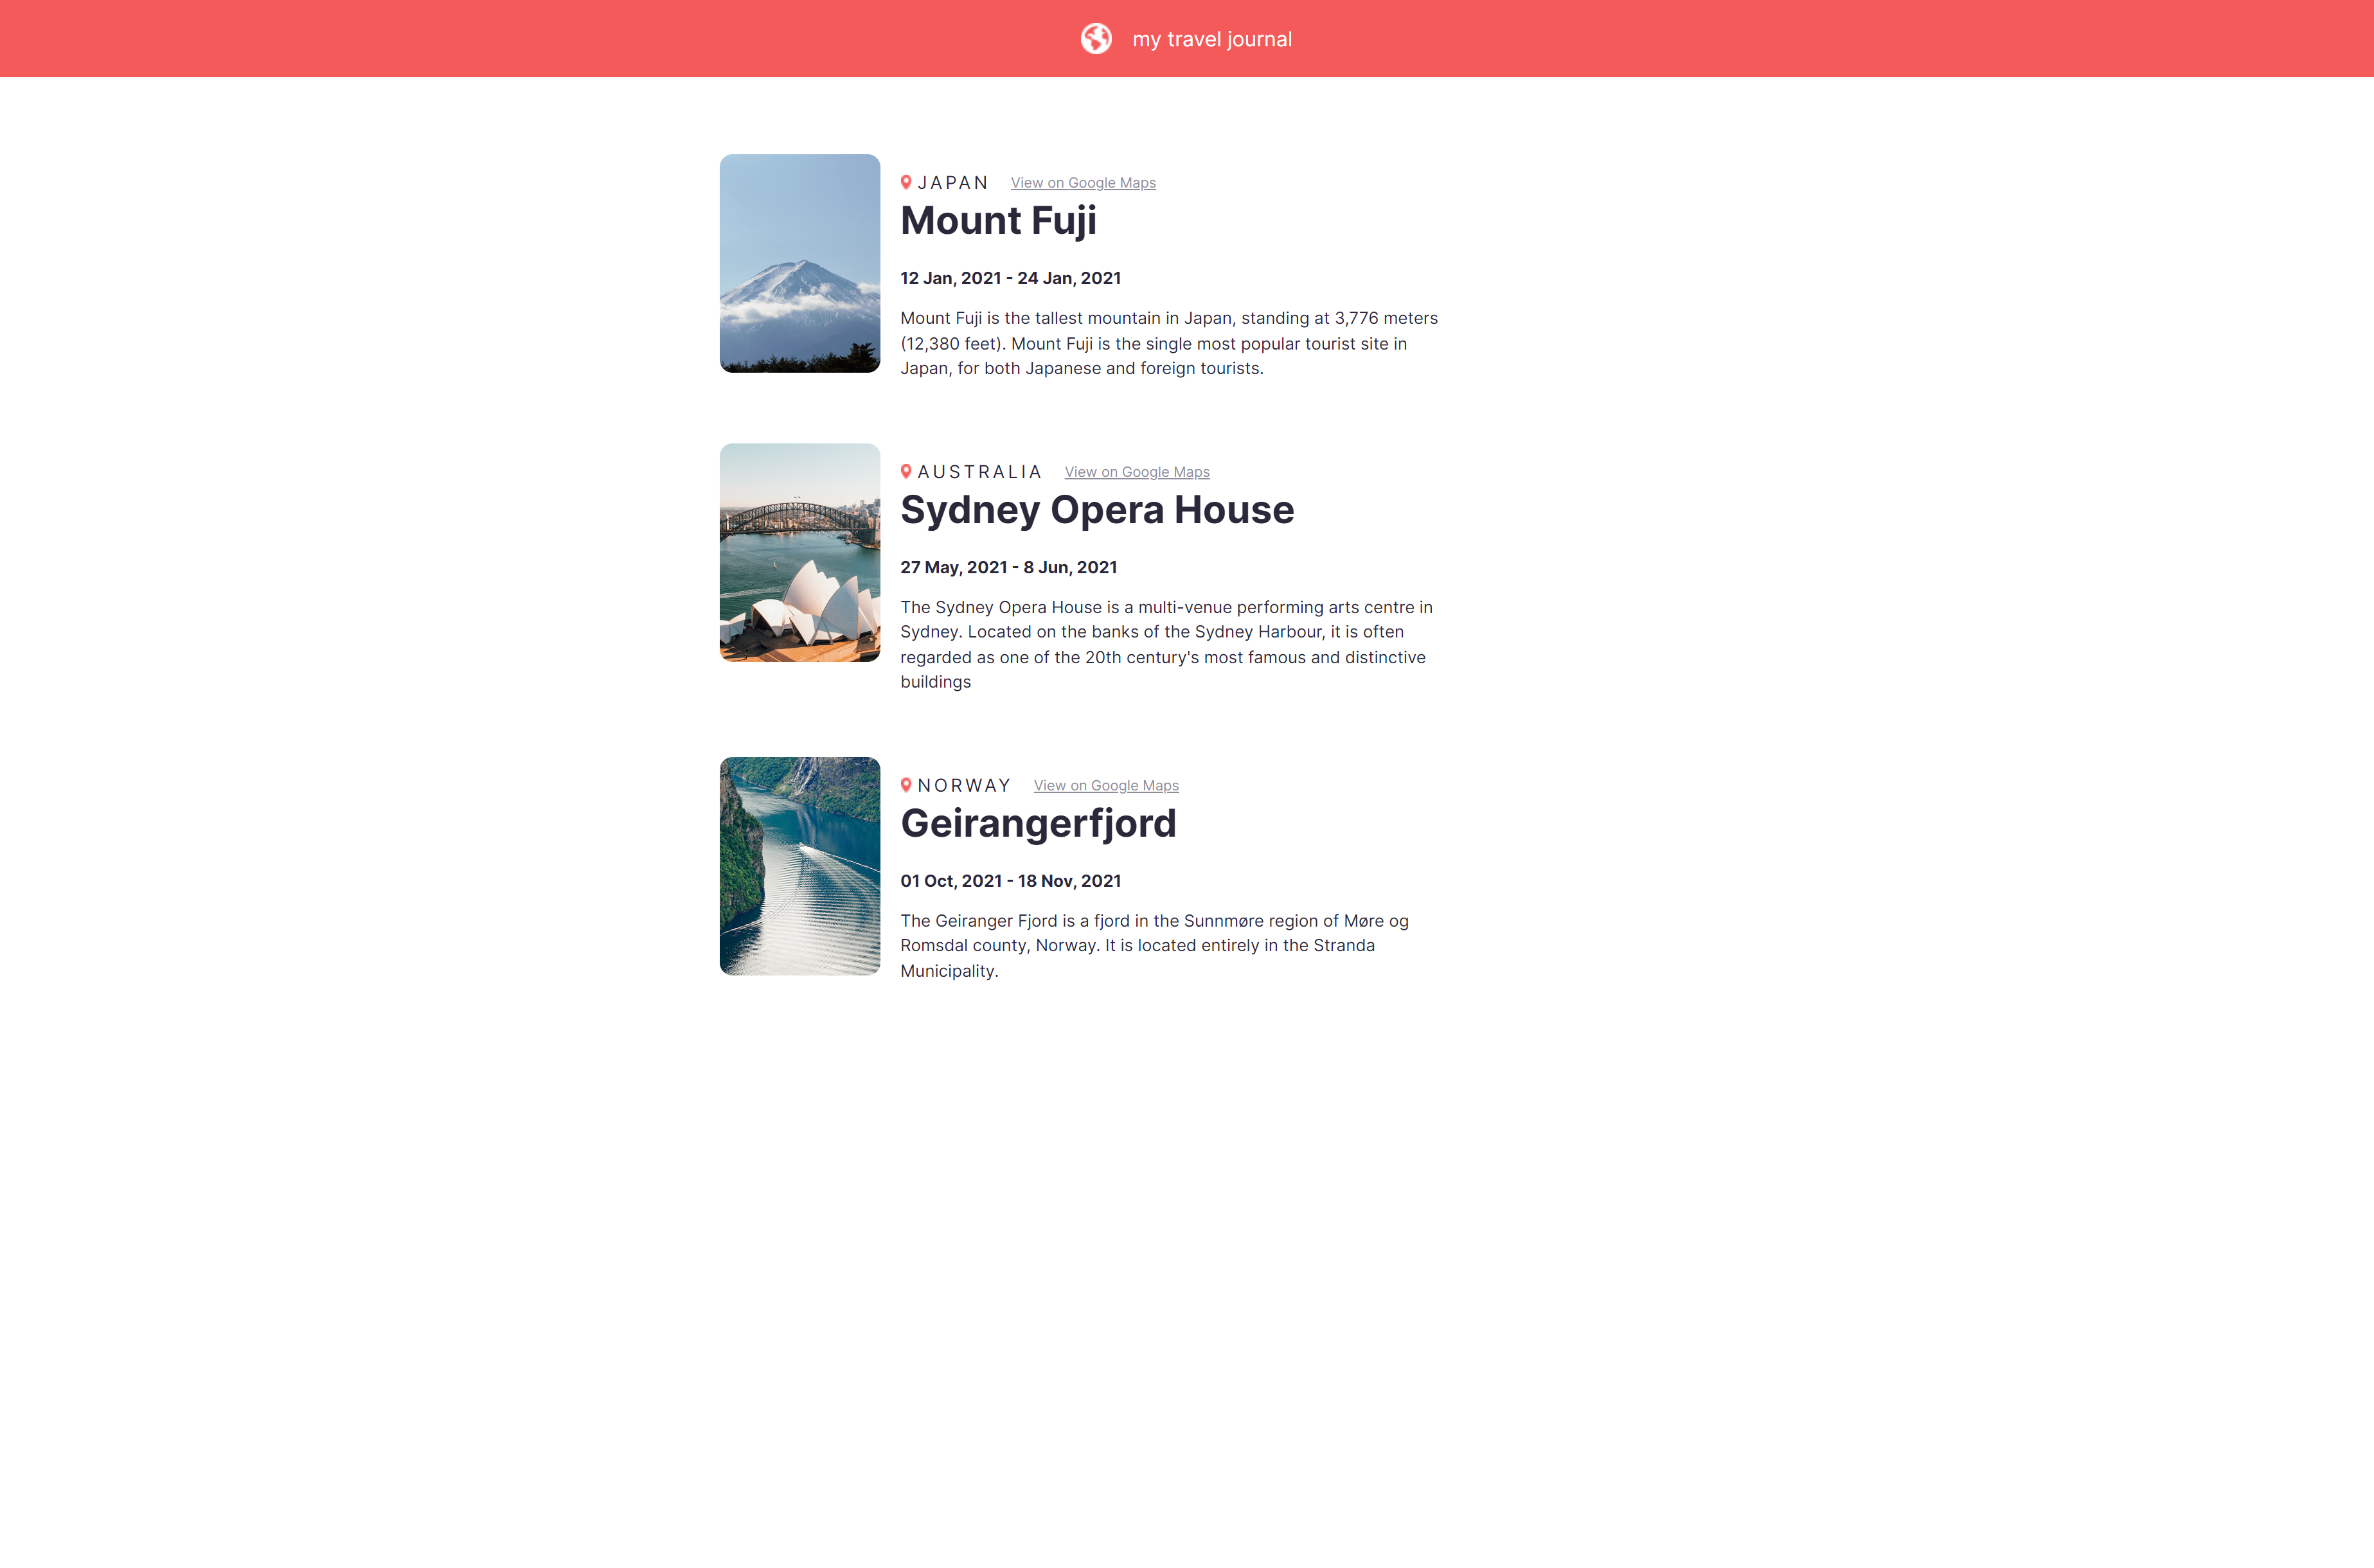 my travel journal
JAPAN View on Google Maps
Mount Fuji
12 Jan, 2021 - 24 Jan, 2021
Mount Fuji is the tallest mountain in Japan, standing at 3,776 meters
(12,380 feet). Mount Fuji is the single most popular tourist site in
Japan, for both Japanese and foreign tourists.
AUSTRALIA View on Google Maps
Sydney Opera House
27 May, 2021 - 8 Jun, 2021
The Sydney Opera House is a multi-venue performing arts centre in
Sydney. Located on the banks of the Sydney Harbour, it is often
regarded as one of the 20th century's most famous and distinctive
buildings
NORWAY View on Google Maps
Geirangerfjord
01 Oct, 2021 - 18 Nov, 2021
The Geiranger Fjord is a fjord in the Sunnmøre region of Møre og
Romsdal county, Norway. It is located entirely in the Stranda
Municipality.